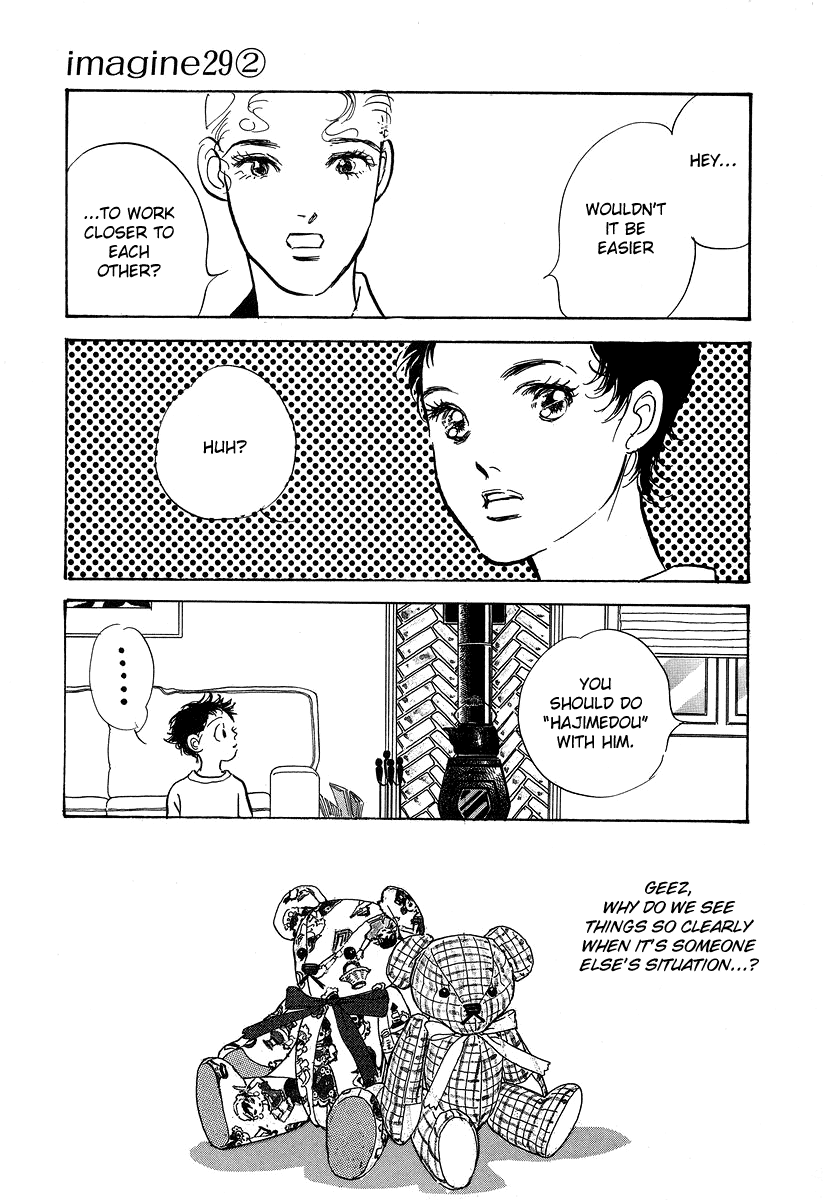 imagine29②
HEY...
WOULDN'T
IT BE
EASIER
...TO WORK
CLOSER TO
EACH
OTHER?
HUH?
.....
YOU
SHOULD DO
"HAJIMEDOU"
WITH HIM.
GEEZ,
WHY DO WE SEE
THINGS SO CLEARLY
WHEN IT'S SOMEONE
ELSE'S SITUATION...?